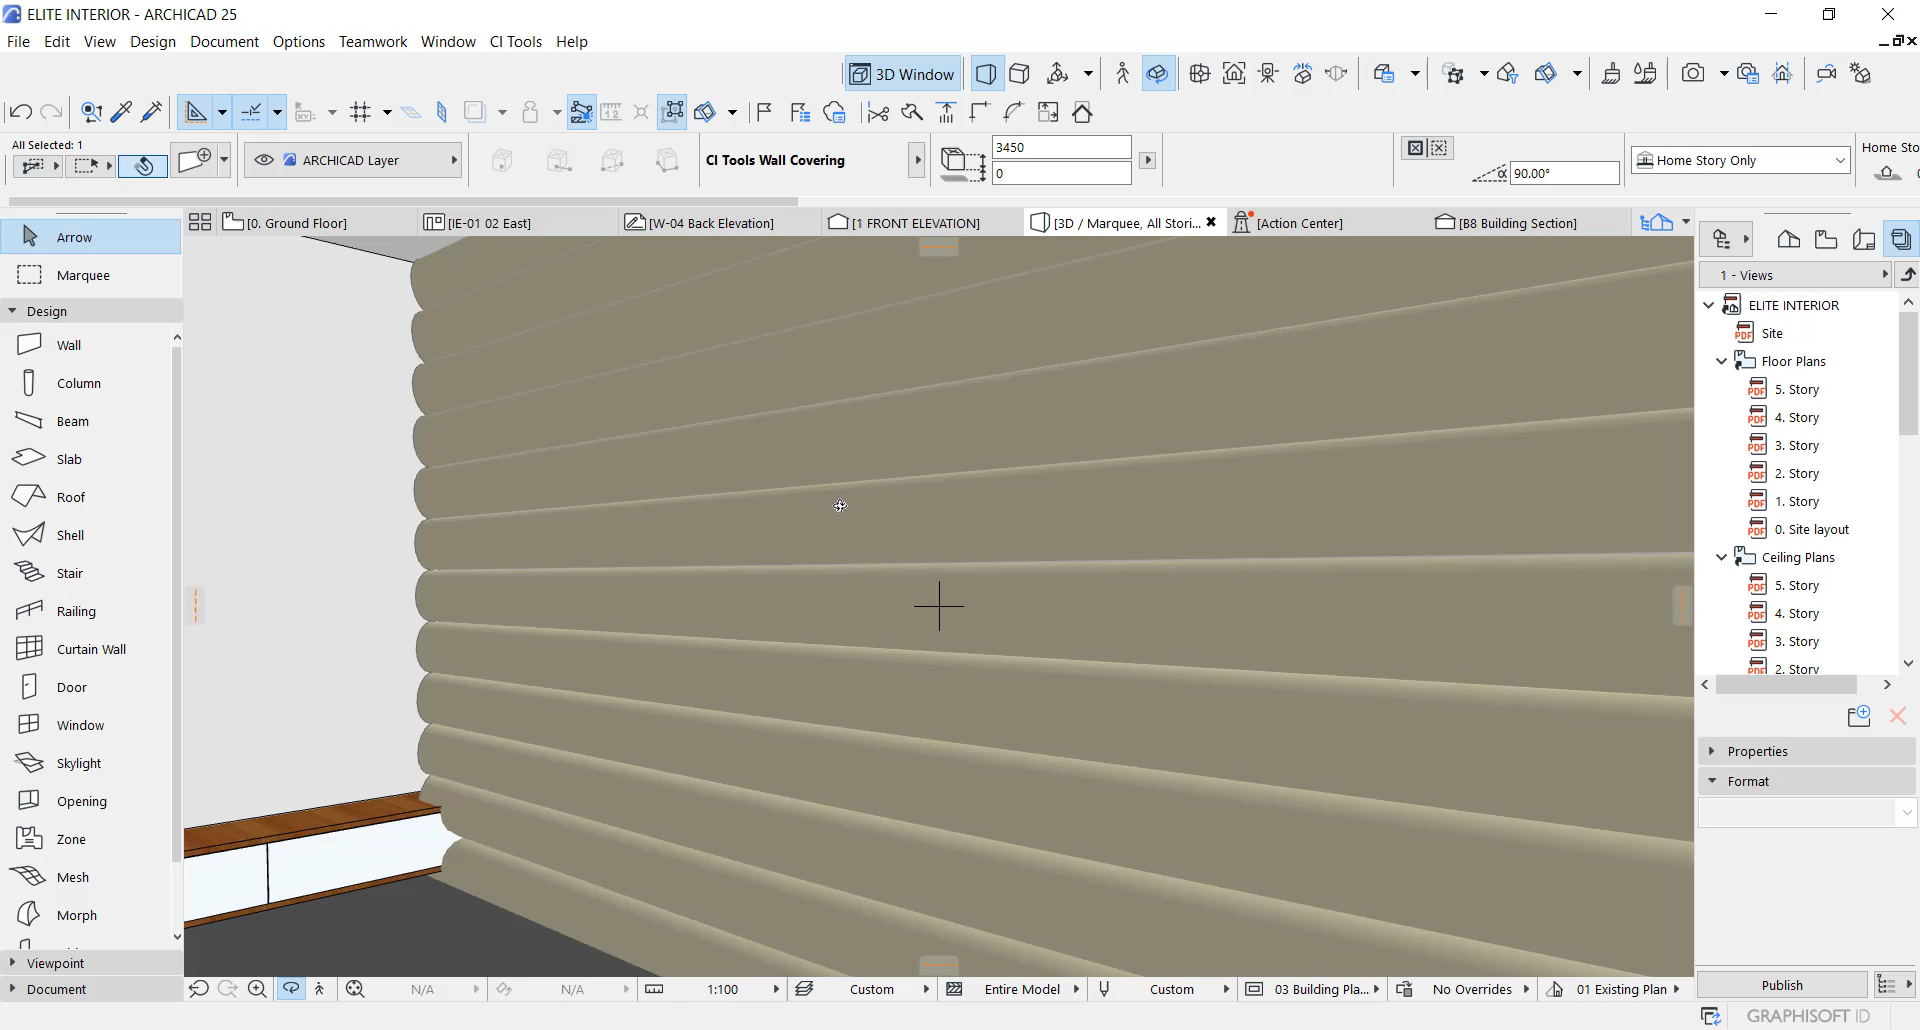 ELITE INTERIOR - ARCHICAD 25
File Edit View Design Document Options Teamwork Window CI Tools Help
3D Window
All Selected: 1
ARCHICAD Layer
CI Tools Wall Covering
3450
0
α 90.00°
Home Story Only
Home Sto
[0. Ground Floor]
[IE-01 02 East]
[W-04 Back Elevation]
[1 FRONT ELEVATION]
[3D / Marquee, All Stori...
[Action Center]
[B8 Building Section]
Arrow
Marquee
Design
Wall
Column
Beam
Slab
Roof
Shell
Stair
Railing
Curtain Wall
Door
Window
Skylight
Opening
Zone
Mesh
Morph
Viewpoint
Document
1 - Views
ELITE INTERIOR
Site
Floor Plans
5. Story
4. Story
3. Story
2. Story
1. Story
0. Site layout
Ceiling Plans
5. Story
4. Story
3. Story
2. Story
Properties
Format
Publish
N/A
N/A
1:100
Custom
Entire Model
Custom
03 Building Pla...
No Overrides
01 Existing Plan
GRAPHISOFT ID